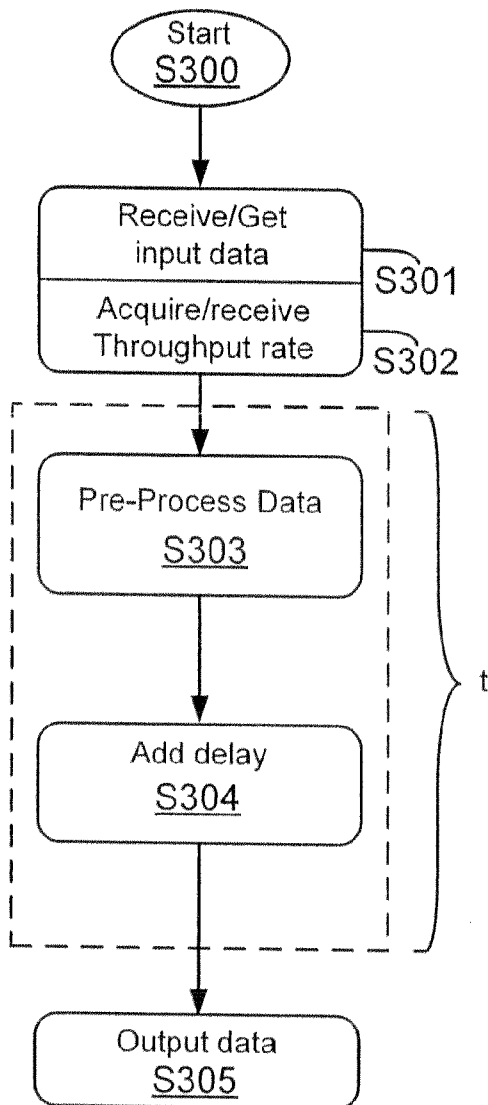 Start
S300
Receive/Get
input data
S301
Acquire/receive
Throughput rate
S302
Pre-Process Data
S303
t
Add delay
S304
Output data
S305